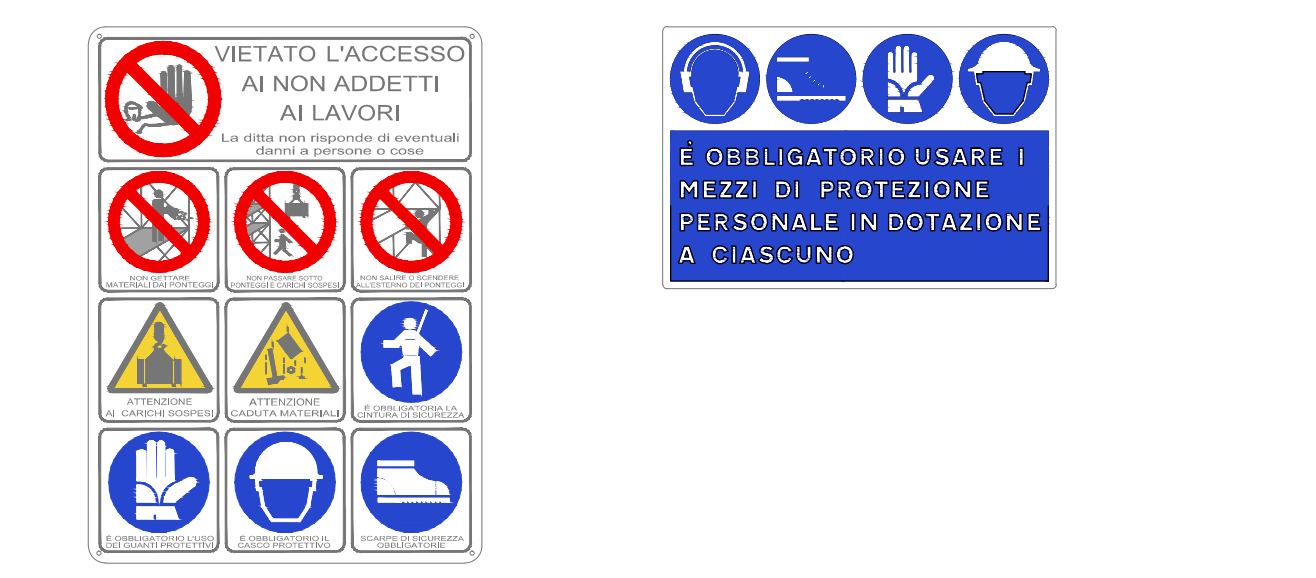 VIETATO L'ACCESSO
AI NON ADDETTI
AI LAVORI
La ditta non risponde di eventuali
danni a persone o cose
NON GETTARE
MATERIALI DAI PONTEGGI
NON PASSARE SOTTO
PONTEGGI E CARICHI SOSPESI
NON SALIRE O SCENDERE
ALL'ESTERNO DEI PONTEGGI
ATTENZIONE
AI CARICHI SOSPESI
ATTENZIONE
CADUTA MATERIALI
È OBBLIGATORIA LA
CINTURA DI SICUREZZA
È OBBLIGATORIO L'USO
DEI GUANTI PROTETTIVI
È OBBLIGATORIO IL
CASCO PROTETTIVO
SCARPE DI SICUREZZA
OBBLIGATORIE
È OBBLIGATORIO USARE I
MEZZI DI PROTEZIONE
PERSONALE IN DOTAZIONE
A CIASCUNO